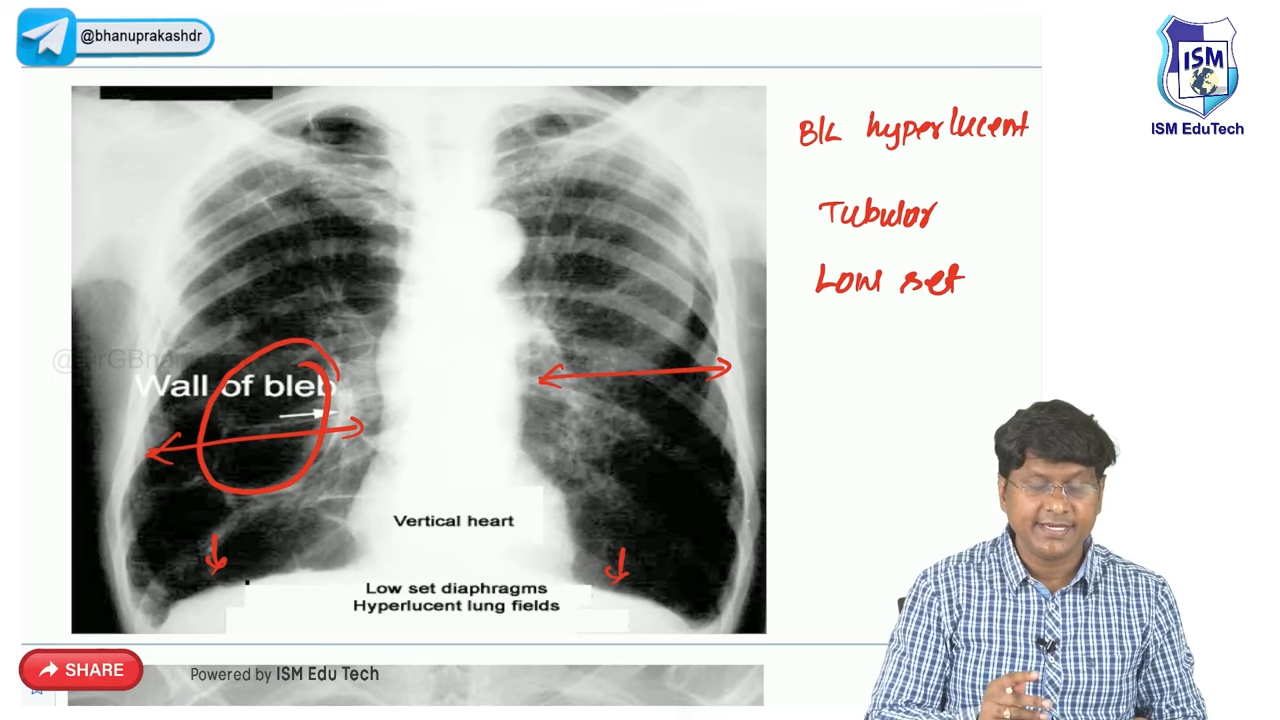 @bhanuprakashdr
ISM
ISM EduTech
B/L hyperlucent
Tubular
Low set
Wall of bleb
Vertical heart
Low set diaphragms
Hyperlucent lung fields
SHARE
Powered by ISM Edu Tech